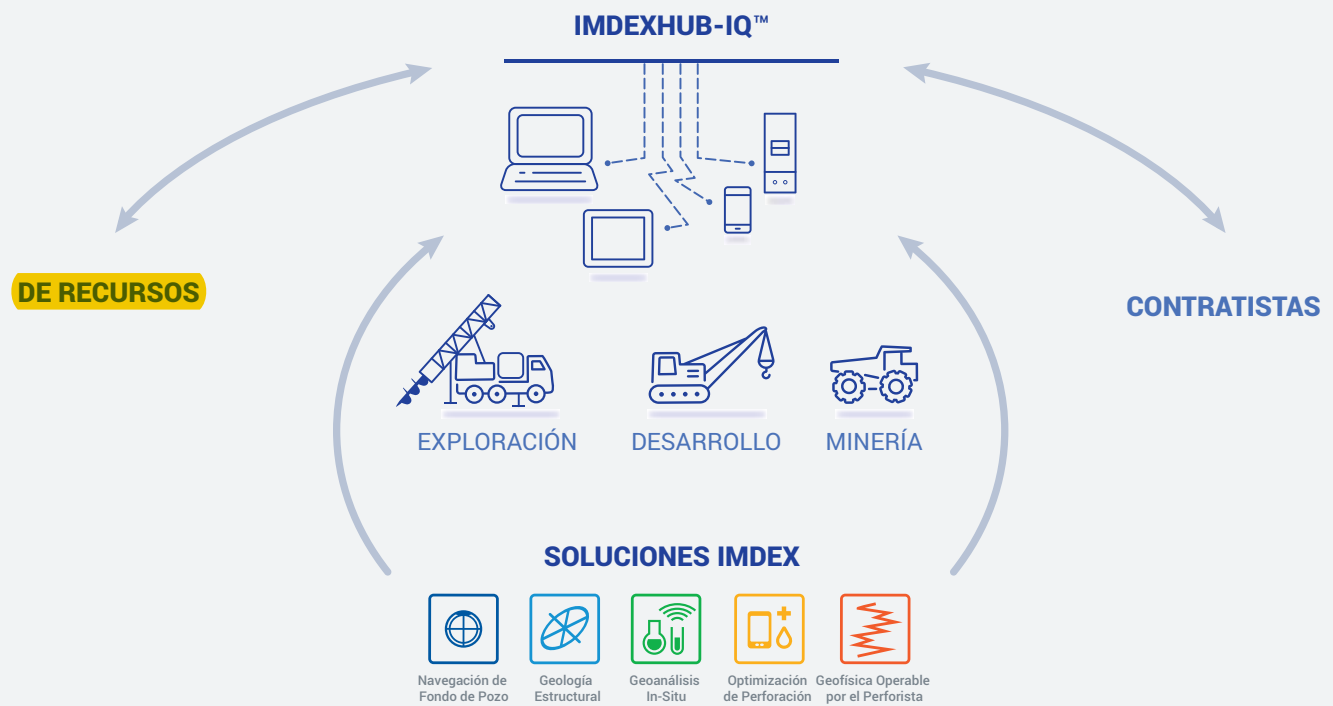 IMDEXHUB-IQ™
DE RECURSOS
CONTRATISTAS
EXPLORACIÓN
DESARROLLO
MINERÍA
SOLUCIONES IMDEX
Navegación de
Fondo de Pozo
Geología
Estructural
Geoanálisis
In-Situ
Optimización
de Perforación
Geofísica Operable
por el Perforista